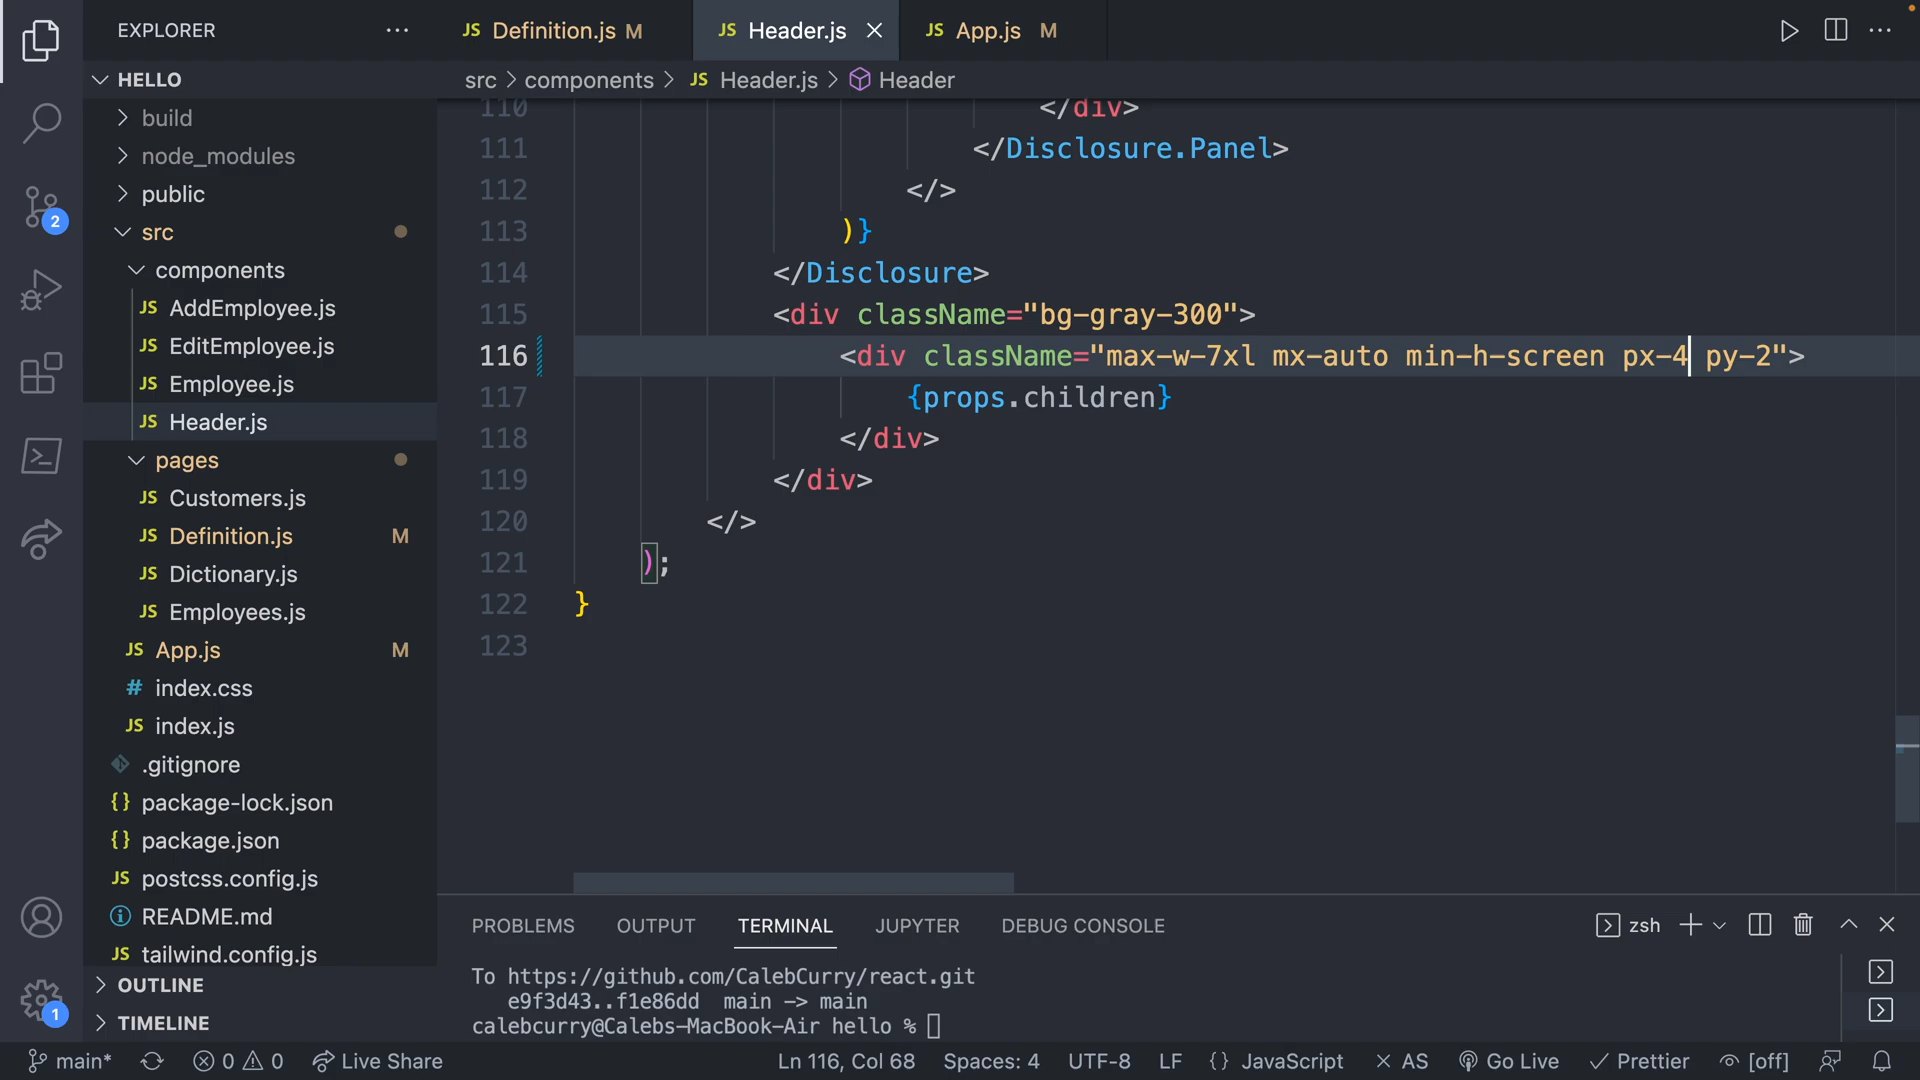 EXPLORER
JS Definition.js M
JS Header.js
JS App.js M
HELLO
src > components > JS Header.js > Header
build
node_modules
public
src
components
JS AddEmployee.js
JS EditEmployee.js
JS Employee.js
JS Header.js
pages
JS Customers.js
JS Definition.js M
JS Dictionary.js
JS Employees.js
JS App.js M
# index.css
JS index.js
.gitignore
{} package-lock.json
{} package.json
JS postcss.config.js
README.md
JS tailwind.config.js
OUTLINE
TIMELINE
2
1
110 </div>
111 </Disclosure.Panel>
112 </>
113 )}
114 </Disclosure>
115 <div className="bg-gray-300">
116 <div className="max-w-7xl mx-auto min-h-screen px-4 py-2">
117 {props.children}
118 </div>
119 </div>
120 </>
121 );
122 }
123
PROBLEMS OUTPUT TERMINAL JUPYTER DEBUG CONSOLE zsh
To https://github.com/CalebCurry/react.git
e9f3d43..f1e86dd main -> main
calebcurry@Calebs-MacBook-Air hello %
main* 0 0 Live Share Ln 116, Col 68 Spaces: 4 UTF-8 LF {} JavaScript AS Go Live Prettier [off]